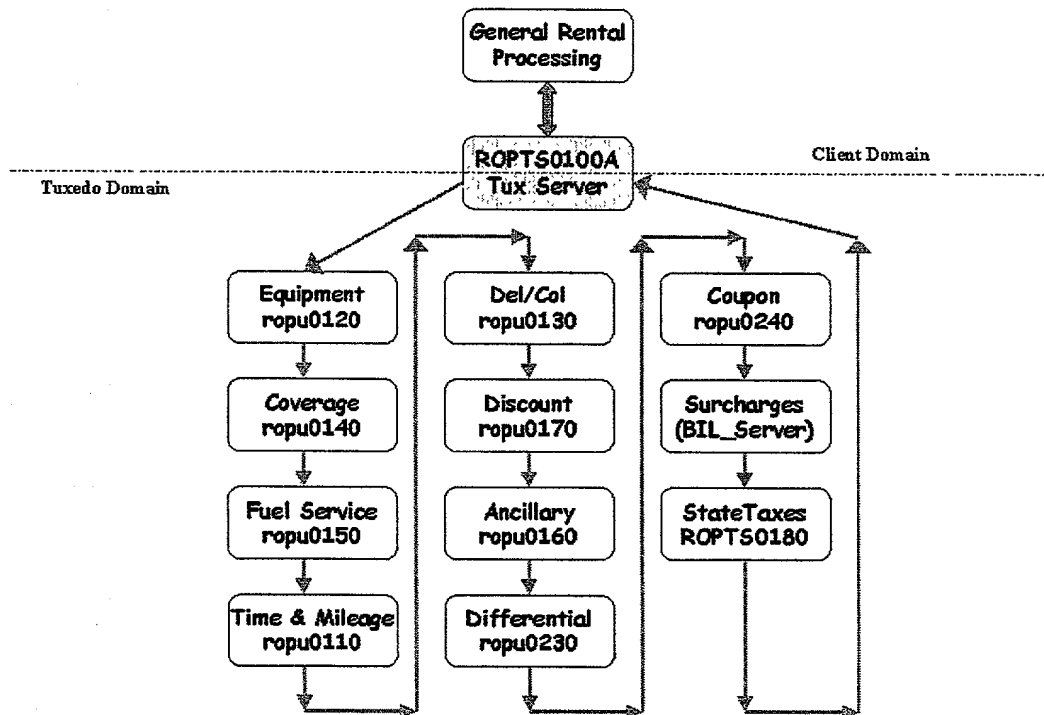 General Rental
Processing
ROPTS0100A
Tux Server
Client Domain
Tuxedo Domain
Equipment
ropu0120
Coverage
ropu0140
Fuel Service
ropu0150
Time & Mileage
ropu0110
Del/Col
ropu0130
Discount
ropu0170
Ancillary
ropu0160
Differential
ropu0230
Coupon
ropu0240
Surcharges
(BIL_Server)
StateTaxes
ROPTS0180